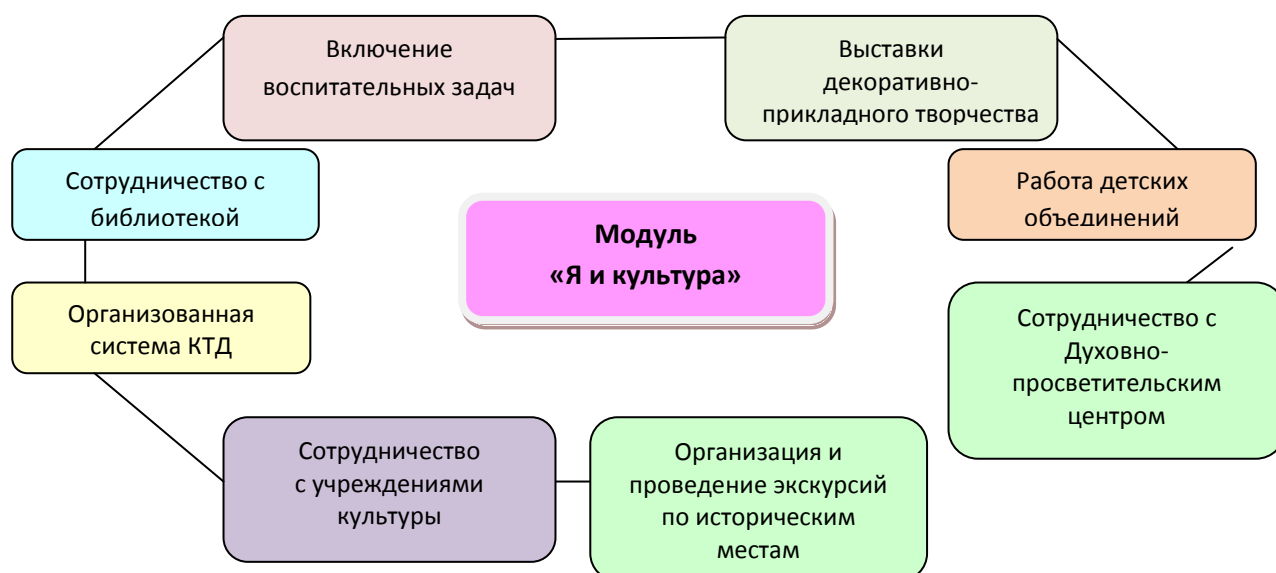 Включение
воспитательных задач
Выставки
декоративно-
прикладного творчества
Сотрудничество с
библиотекой
Работа детских
объединений
Модуль
«Я и культура»
Организованная
система КТД
Сотрудничество с
Духовно-
просветительским
центром
Сотрудничество
с учреждениями
культуры
Организация и
проведение экскурсий
по историческим
местам